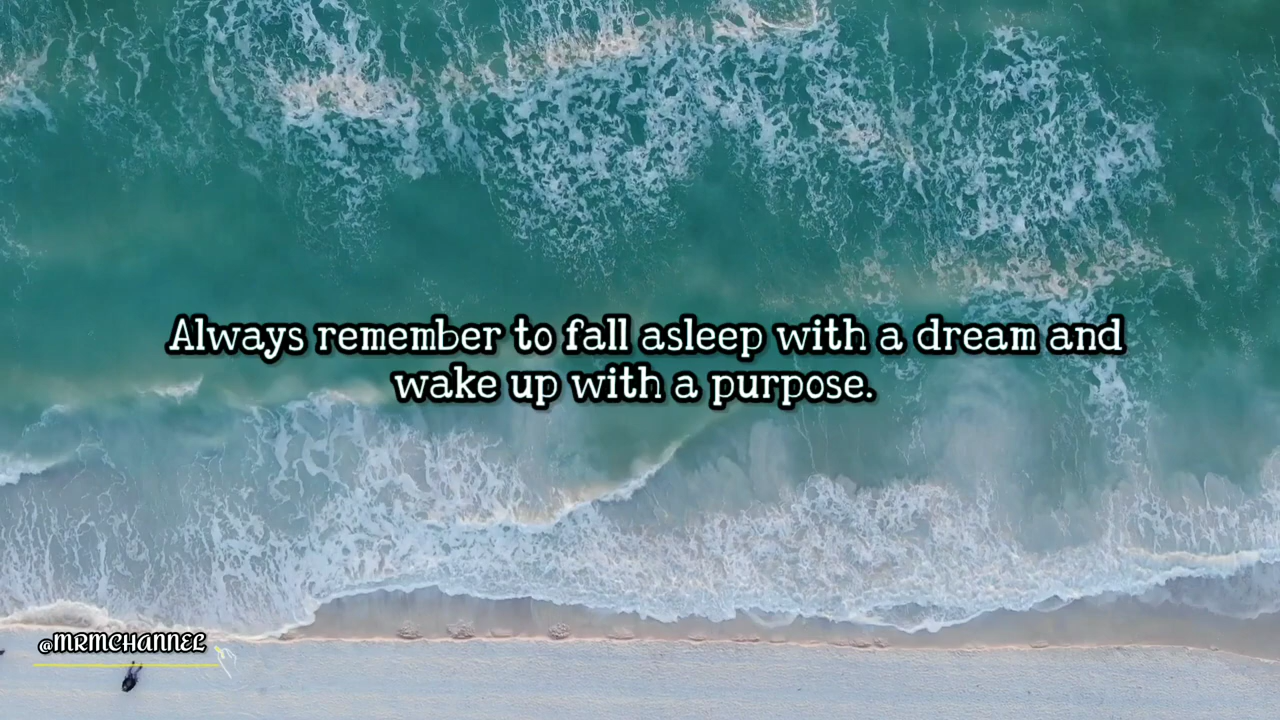 Always remember to fall asleep with a dream and
wake up with a purpose.
@MRMCHANNEL